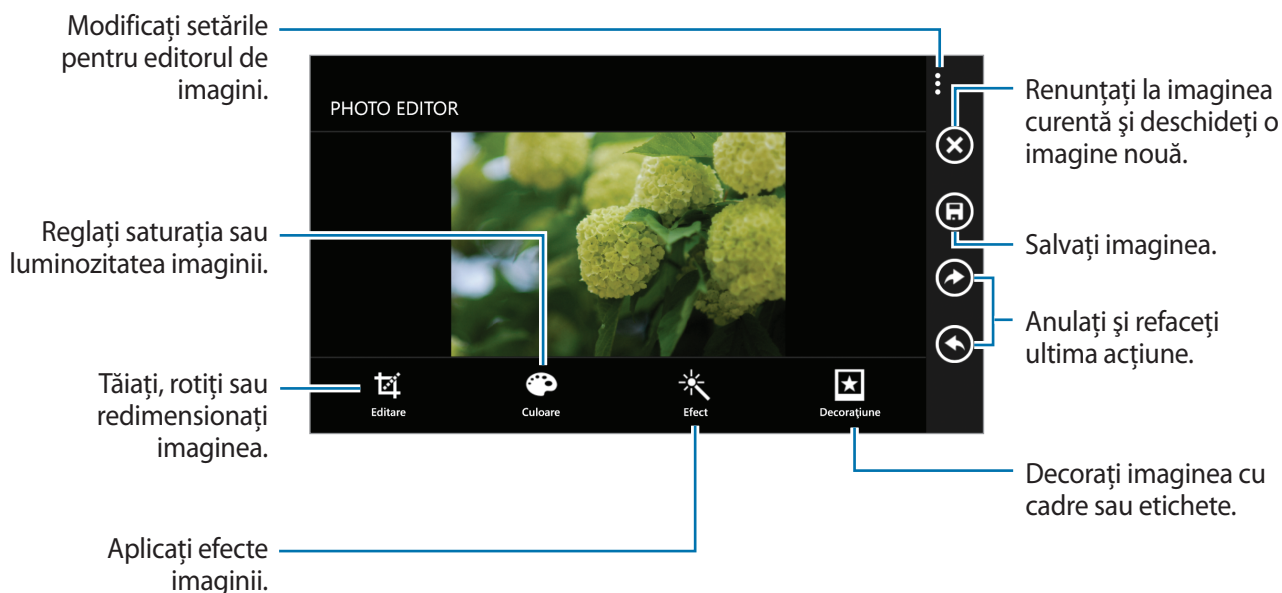 Modificați setările
pentru editorul de
imagini.
PHOTO EDITOR
Renunțați la imaginea
curentă şi deschideți o
imagine nouă.
Reglați saturația sau
luminozitatea imaginii.
Salvați imaginea.
Anulați şi refaceți
ultima acțiune.
Tăiați, rotiți sau
redimensionați
imaginea.
Editare
Culoare
Efect
Decoraţiune
Decorați imaginea cu
cadre sau etichete.
Aplicați efecte
imaginii.